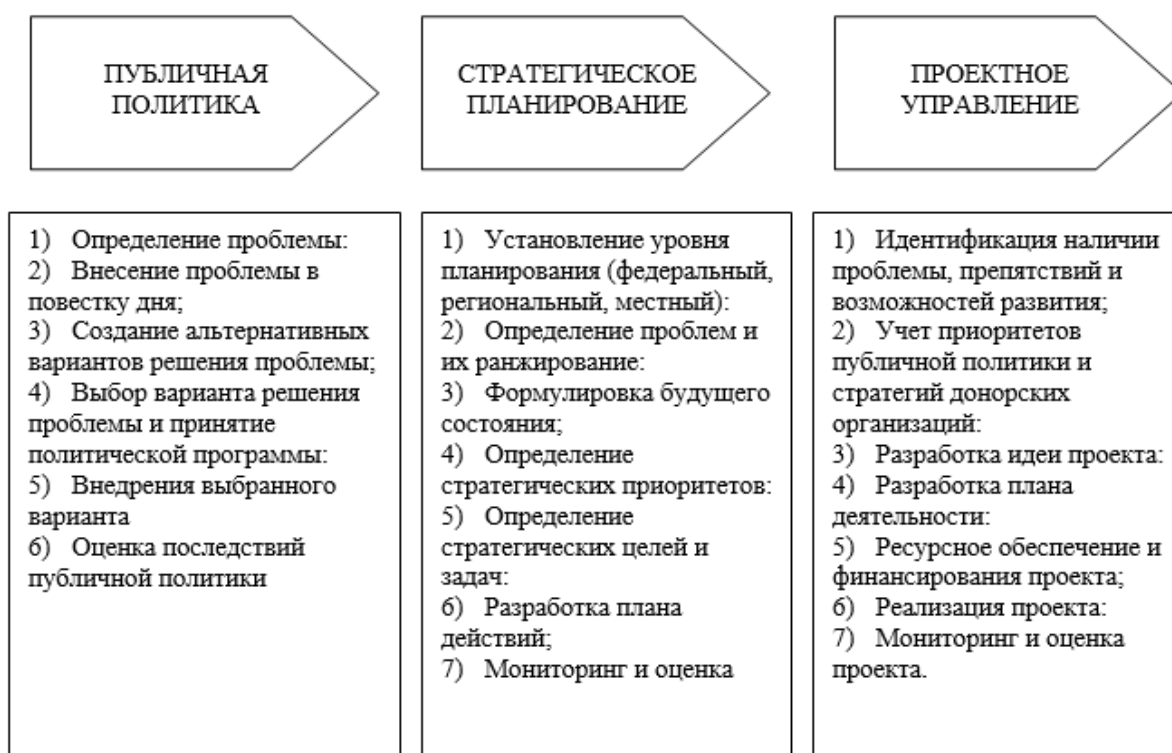 ПУБЛИЧНАЯ
ПОЛИТИКА
СТРАТЕГИЧЕСКОЕ
ПЛАНИРОВАНИЕ
ПРОЕКТНОЕ
УПРАВЛЕНИЕ
1) Определение проблемы:
2) Внесение проблемы в
повестку дня;
3) Создание альтернативных
вариантов решения проблемы;
4) Выбор варианта решения
проблемы и принятие
политической программы:
5) Внедрения выбранного
варианта
6) Оценка последствий
публичной политики
1) Установление уровня
планирования (федеральный,
региональный, местный):
2) Определение проблем и
их ранжирование:
3) Формулировка будущего
состояния;
4) Определение
стратегических приоритетов:
5) Определение
стратегических целей и
задач:
6) Разработка плана
действий;
7) Мониторинг и оценка
1) Идентификация наличии
проблемы, препятствий и
возможностей развития;
2) Учет приоритетов
публичной политики и
стратегий донорских
организаций:
3) Разработка идеи проекта:
4) Разработка плана
деятельности:
5) Ресурсное обеспечение и
финансирования проекта;
6) Реализация проекта:
7) Мониторинг и оценка
проекта.